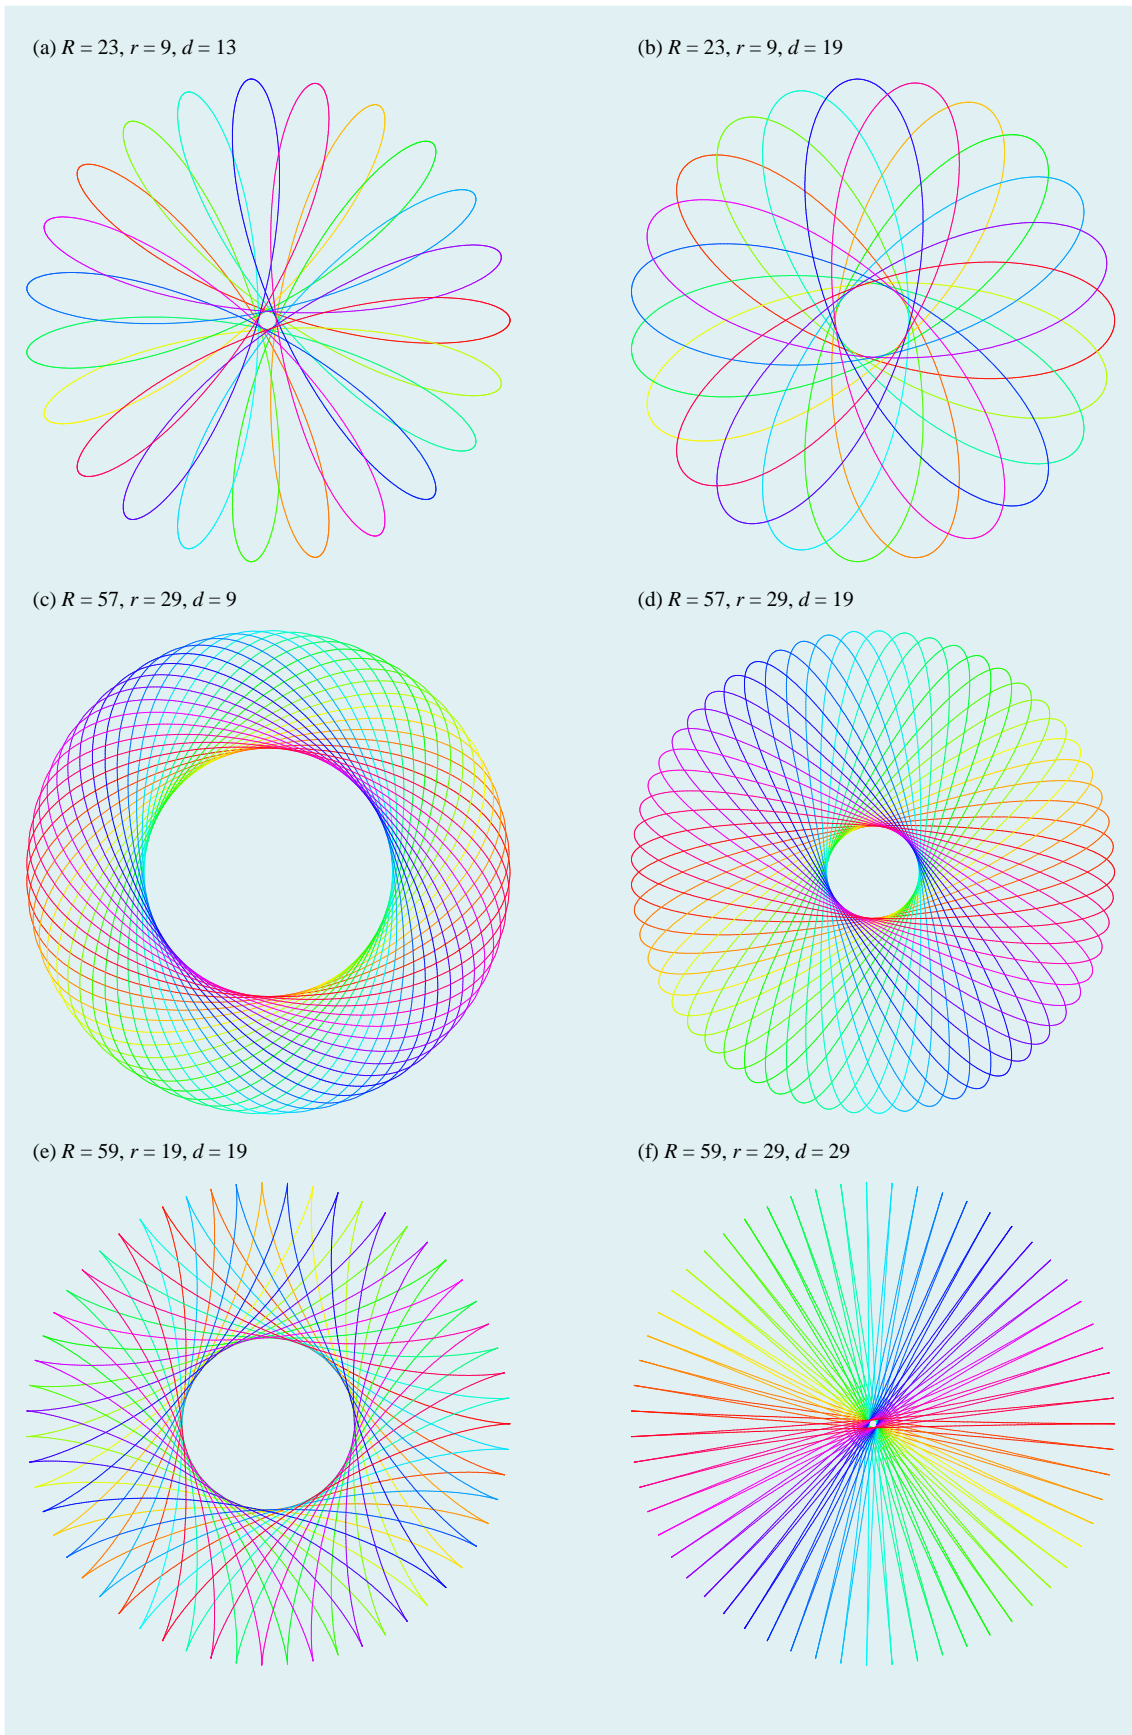 (a) R = 23, r = 9, d = 13
(b) R = 23, r = 9, d = 19
(c) R = 57, r = 29, d = 9
(d) R = 57, r = 29, d = 19
(e) R = 59, r = 19, d = 19
(f) R = 59, r = 29, d = 29